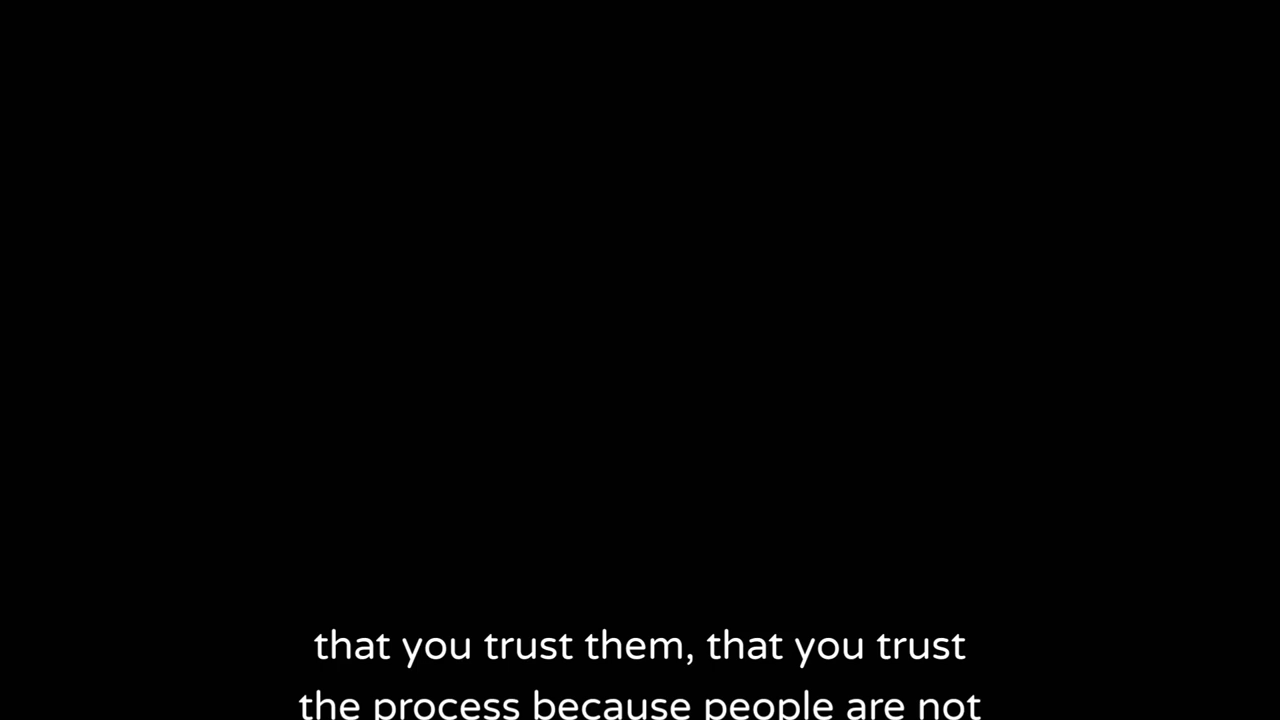 that you trust them, that you trust
the process because people are not